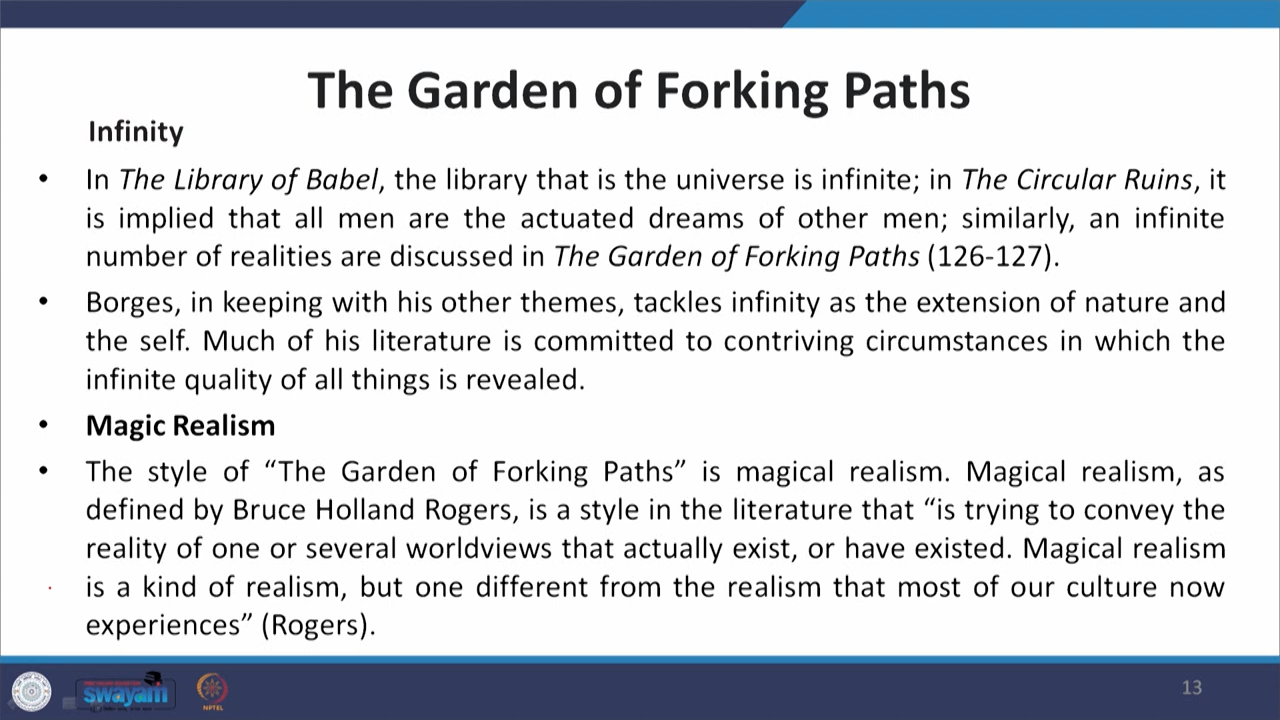 The Garden of Forking Paths
Infinity
• In The Library of Babel, the library that is the universe is infinite; in The Circular Ruins, it
is implied that all men are the actuated dreams of other men; similarly, an infinite
number of realities are discussed in The Garden of Forking Paths (126-127).
• Borges, in keeping with his other themes, tackles infinity as the extension of nature and
the self. Much of his literature is committed to contriving circumstances in which the
infinite quality of all things is revealed.
• Magic Realism
• The style of “The Garden of Forking Paths” is magical realism. Magical realism, as
defined by Bruce Holland Rogers, is a style in the literature that “is trying to convey the
reality of one or several worldviews that actually exist, or have existed. Magical realism
is a kind of realism, but one different from the realism that most of our culture now
experiences” (Rogers).
swayam
NPTEL
13